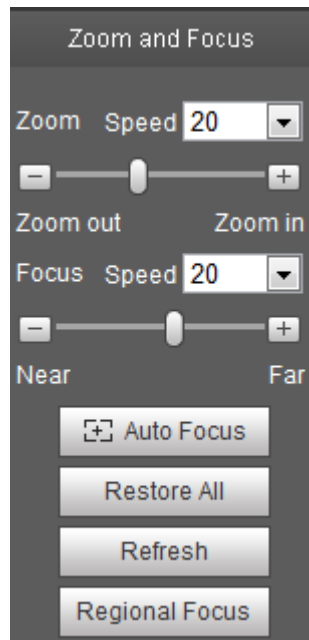 Zoom and Focus
Zoom Speed 20
Zoom out Zoom in
Focus Speed 20
Near Far
Auto Focus
Restore All
Refresh
Regional Focus